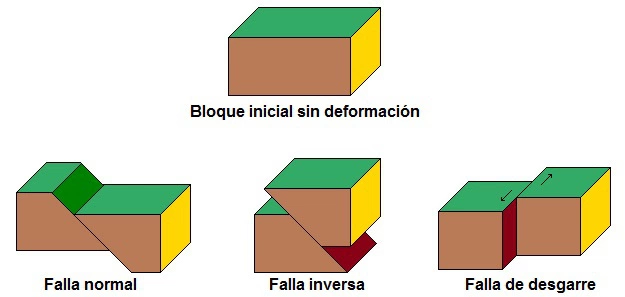 Bloque inicial sin deformación
Falla normal
Falla inversa
Falla de desgarre